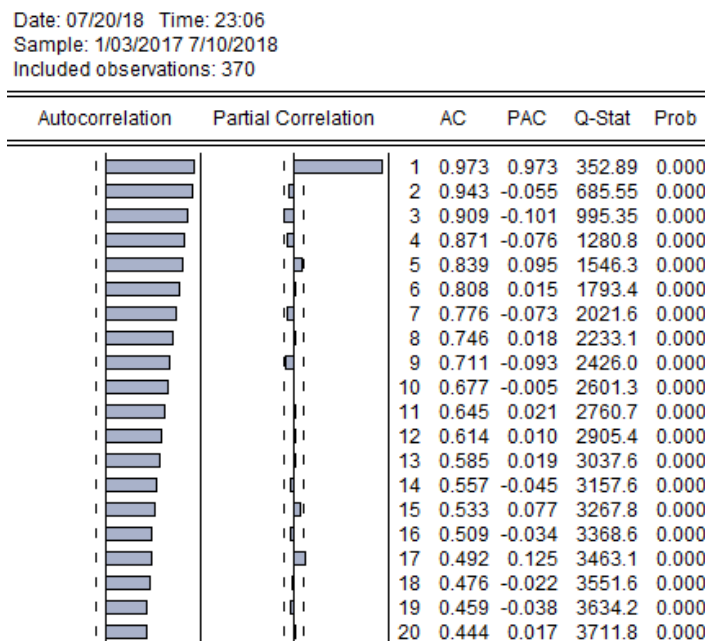 Date: 07/20/18 Time: 23:06
Sample: 1/03/2017 7/10/2018
Included observations: 370
Autocorrelation Partial Correlation AC PAC Q-Stat Prob
1 0.973 0.973 352.89 0.000
2 0.943 -0.055 685.55 0.000
3 0.909 -0.101 995.35 0.000
4 0.871 -0.076 1280.8 0.000
5 0.839 0.095 1546.3 0.000
6 0.808 0.015 1793.4 0.000
7 0.776 -0.073 2021.6 0.000
8 0.746 0.018 2233.1 0.000
9 0.711 -0.093 2426.0 0.000
10 0.677 -0.005 2601.3 0.000
11 0.645 0.021 2760.7 0.000
12 0.614 0.010 2905.4 0.000
13 0.585 0.019 3037.6 0.000
14 0.557 -0.045 3157.6 0.000
15 0.533 0.077 3267.8 0.000
16 0.509 -0.034 3368.6 0.000
17 0.492 0.125 3463.1 0.000
18 0.476 -0.022 3551.6 0.000
19 0.459 -0.038 3634.2 0.000
20 0.444 0.017 3711.8 0.000